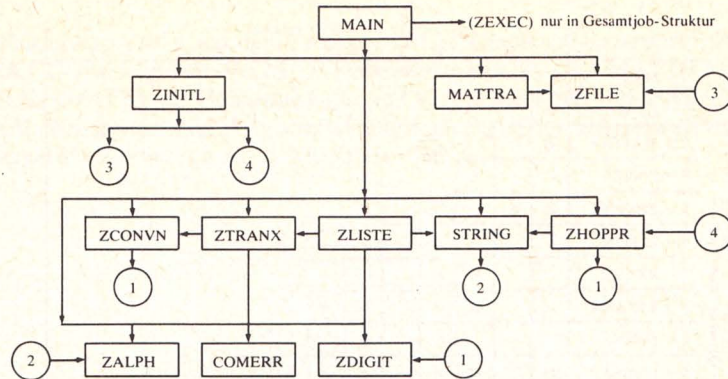 MAIN
(ZEXEC) nur in Gesamtjob-Struktur
ZINITL
MATTRA
ZFILE
3
3
4
ZCONVN
ZTRANX
ZLISTE
STRING
ZHOPPR
4
1
2
1
2
ZALPH
COMERR
ZDIGIT
1